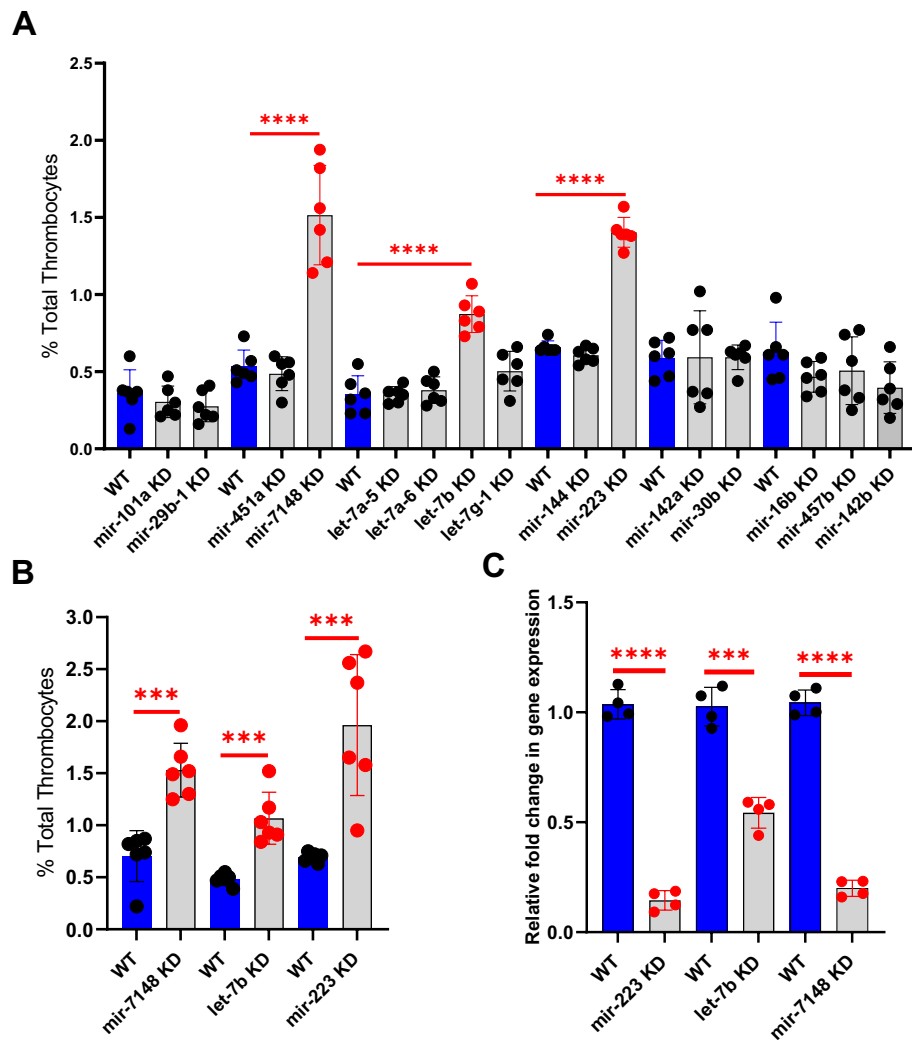 A
% Total Thrombocytes
2.5
2.0
1.5
1.0
0.5
0.0
****
****
****
WT
mir-101a KD
mir-29b-1 KD
WT
mir-451a KD
mir-7148 KD
WT
let-7a-5 KD
let-7a-6 KD
let-7b KD
let-7g-1 KD
WT
mir-144 KD
mir-223 KD
WT
mir-142a KD
mir-30b KD
WT
mir-16b KD
mir-457b KD
mir-142b KD
B
% Total Thrombocytes
3.0
2.5
2.0
1.5
1.0
0.5
0.0
***
***
***
WT
mir-7148 KD
WT
let-7b KD
WT
mir-223 KD
C
Relative fold change in gene expression
1.5
1.0
0.5
0.0
****
***
****
WT
mir-223 KD
WT
let-7b KD
WT
mir-7148 KD